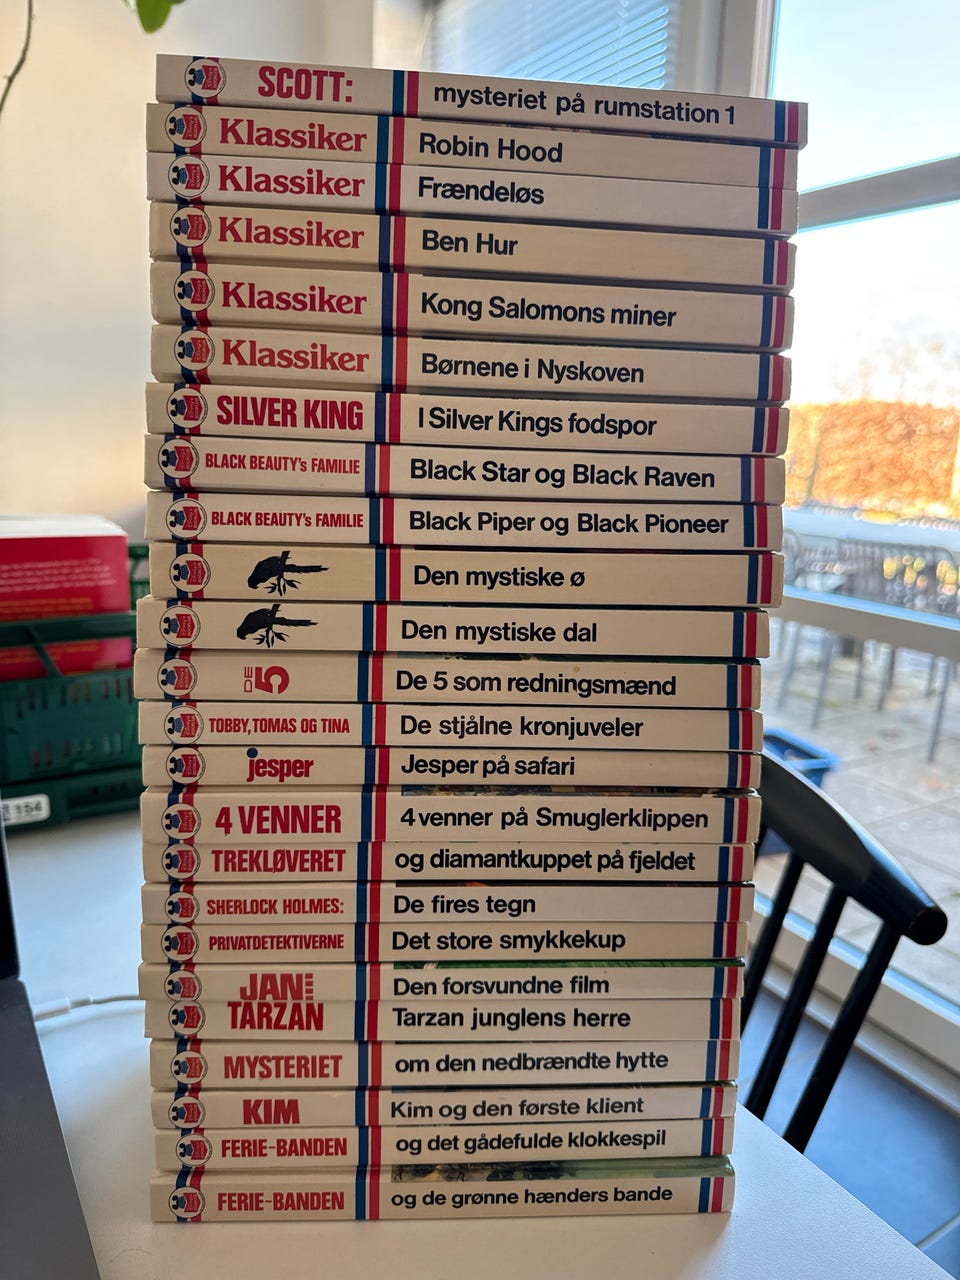 SCOTT: mysteriet på rumstation 1
Klassiker Robin Hood
Klassiker Frændeløs
Klassiker Ben Hur
Klassiker Kong Salomons miner
Klassiker Børnene i Nyskoven
SILVER KING I Silver Kings fodspor
BLACK BEAUTY's FAMILIE Black Star og Black Raven
BLACK BEAUTY's FAMILIE Black Piper og Black Pioneer
Den mystiske ø
Den mystiske dal
DE 5 De 5 som redningsmænd
TOBBY, TOMAS OG TINA De stjålne kronjuveler
jesper Jesper på safari
4 VENNER 4 venner på Smuglerklippen
TREKLØVERET og diamantkuppet på fjeldet
SHERLOCK HOLMES: De fires tegn
PRIVATDETEKTIVERNE Det store smykkekup
JAN Den forsvundne film
TARZAN Tarzan junglens herre
MYSTERIET om den nedbrændte hytte
KIM Kim og den første klient
FERIE-BANDEN og det gådefulde klokkespil
FERIE-BANDEN og de grønne hænders bande
194